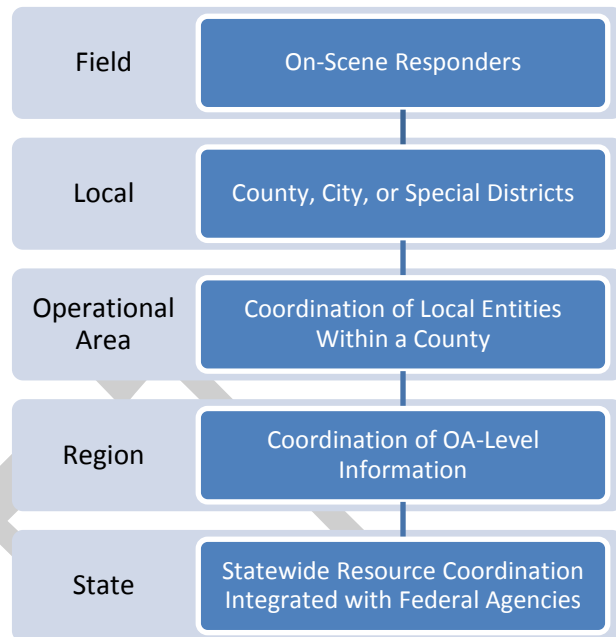 Field
On-Scene Responders
Local
County, City, or Special Districts
Operational
Area
Coordination of Local Entities
Within a County
Region
Coordination of OA-Level
Information
State
Statewide Resource Coordination
Integrated with Federal Agencies